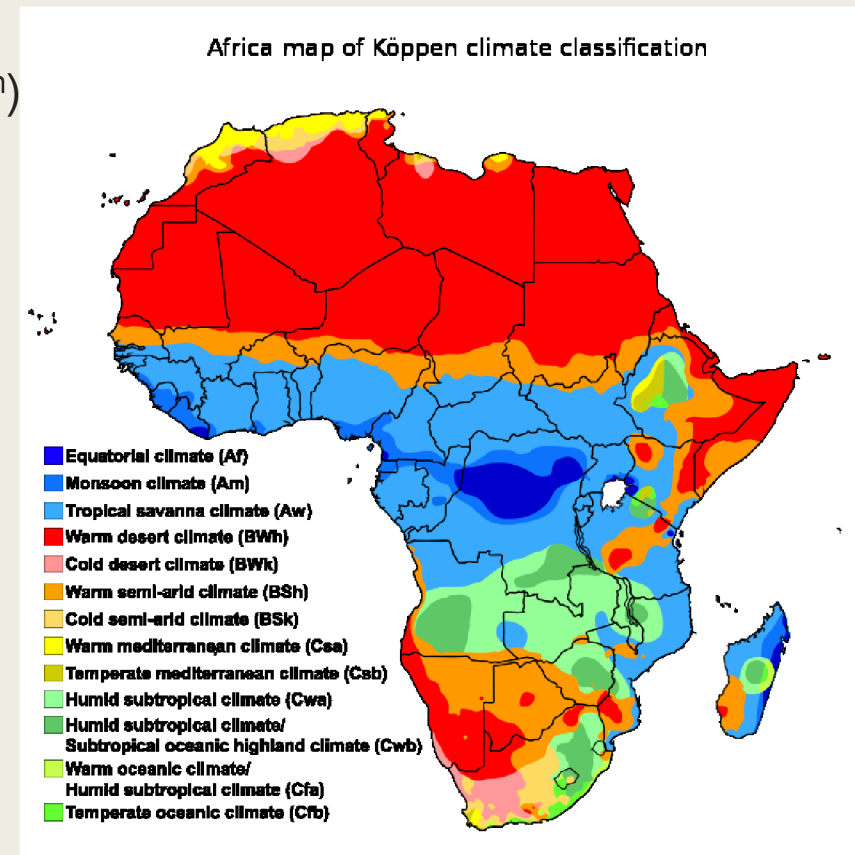 Africa map of Köppen climate classification
)
Equatorial climate (Af)
Monsoon climate (Am)
Tropical savanna climate (Aw)
Warm desert climate (BWh)
Cold desert climate (BWk)
Warm semi-arid climate (BSh)
Cold semi-arid climate (BSk)
Warm mediterranean climate (Csa)
Temperate mediterranean climate (Csb)
Humid subtropical climate (Cwa)
Humid subtropical climate/
Subtropical oceanic highland climate (Cwb)
Warm oceanic climate/
Humid subtropical climate (Cfa)
Temperate oceanic climate (Cfb)